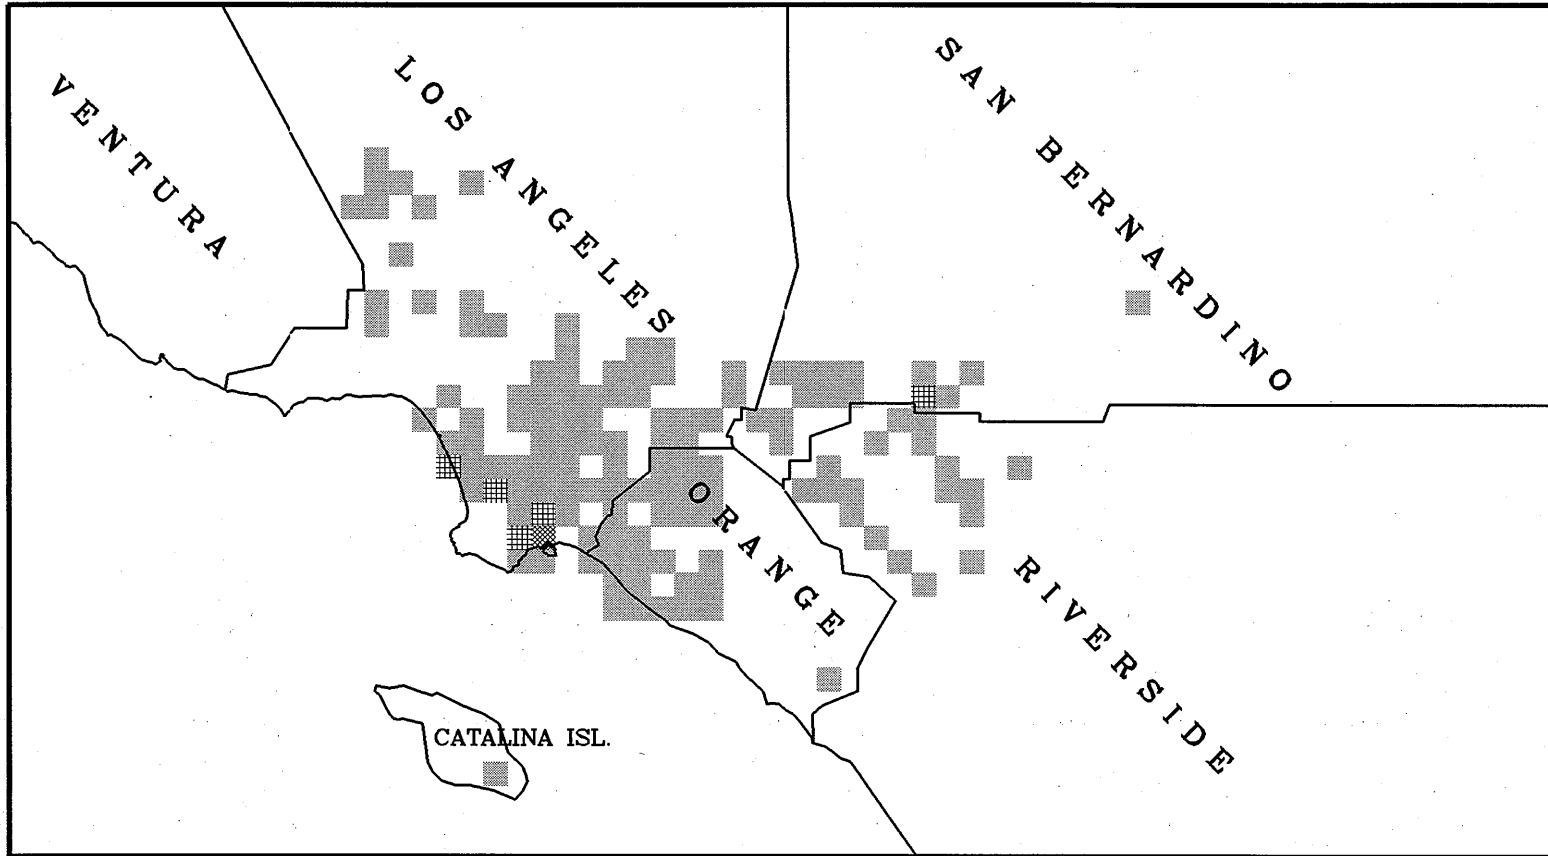 VENTURA
LOS ANGELES
SAN BERNARDINO
ORANGE
RIVERSIDE
CATALINA ISL.